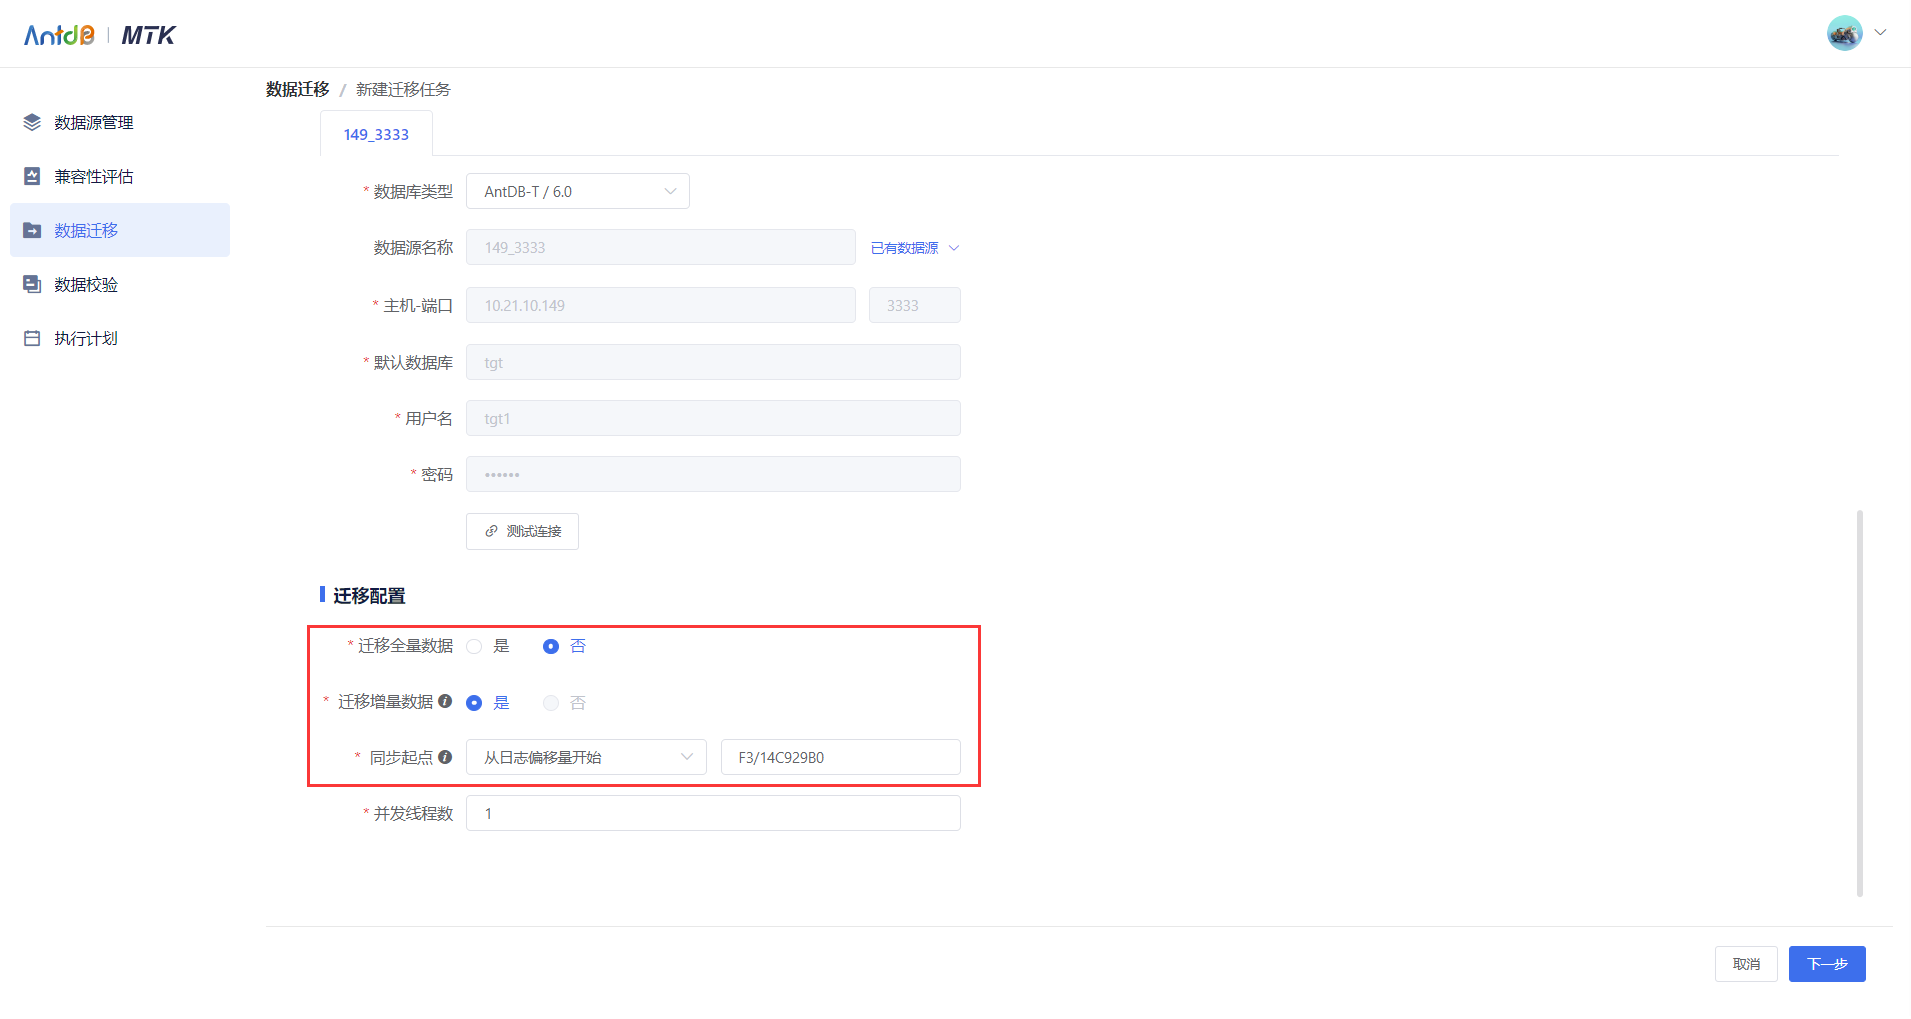 AntDB | MTK
数据源管理
兼容性评估
数据迁移
数据校验
执行计划
数据迁移 / 新建迁移任务
149_3333
* 数据库类型 AntDB-T / 6.0
数据源名称 149_3333 已有数据源
* 主机-端口 10.21.10.149 3333
* 默认数据库 tgt
* 用户名 tgt1
* 密码 ••••••
测试连接
迁移配置
* 迁移全量数据 是 否
* 迁移增量数据 是 否
* 同步起点 从日志偏移量开始 F3/14C929B0
* 并发线程数 1
取消 下一步